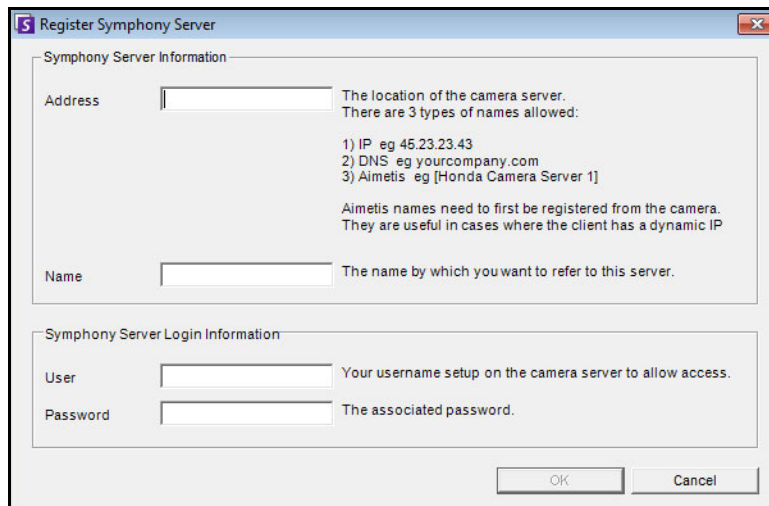 Register Symphony Server
Symphony Server Information
Address
The location of the camera server.
There are 3 types of names allowed:
1) IP eg 45.23.23.43
2) DNS eg yourcompany.com
3) Aimetis eg [Honda Camera Server 1]
Aimetis names need to first be registered from the camera.
They are useful in cases where the client has a dynamic IP
Name
The name by which you want to refer to this server.
Symphony Server Login Information
User
Your username setup on the camera server to allow access.
Password
The associated password.
OK
Cancel